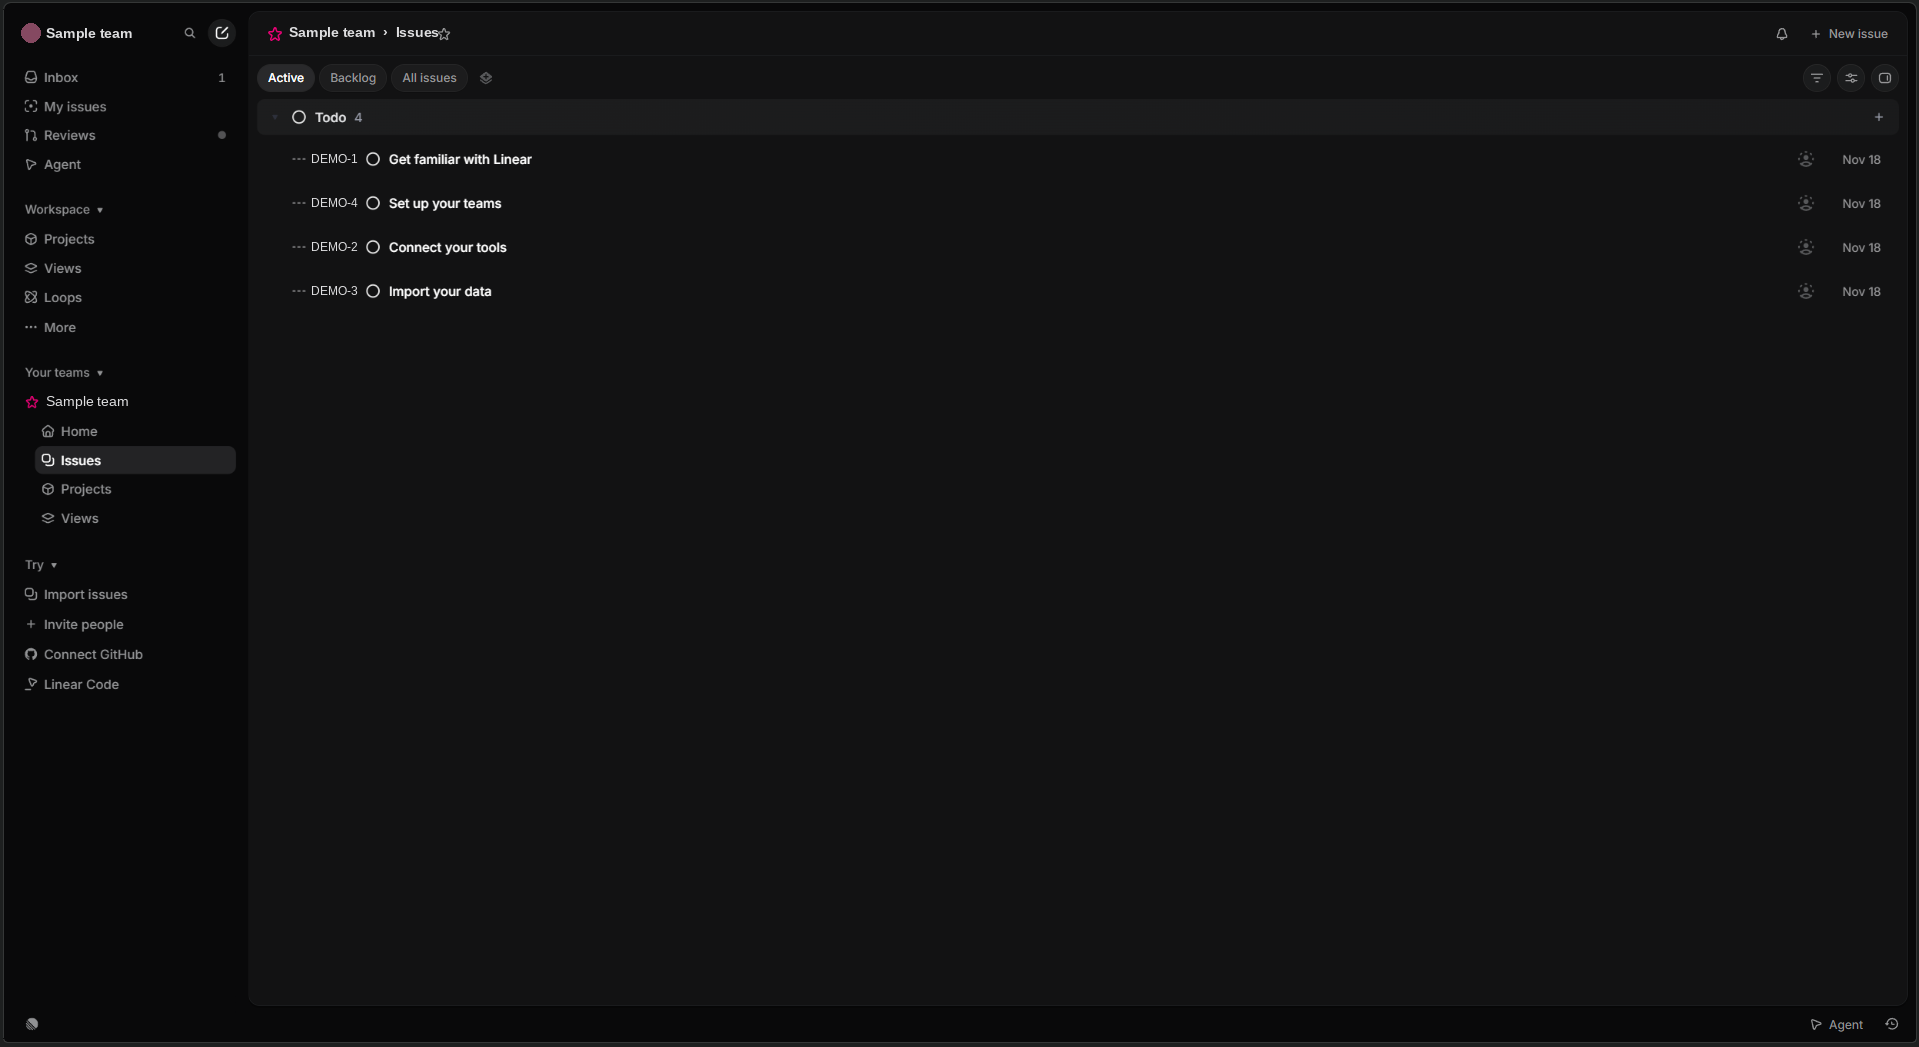 Sample team
Inbox 1
My issues
Reviews
Agent
Workspace
Projects
Views
Loops
More
Your teams
Sample team
Home
Issues
Projects
Views
Try
Import issues
Invite people
Connect GitHub
Linear Code
Sample team › Issues
New issue
Active Backlog All issues
Todo 4
DEMO-1 Get familiar with Linear Nov 18
DEMO-4 Set up your teams Nov 18
DEMO-2 Connect your tools Nov 18
DEMO-3 Import your data Nov 18
Agent